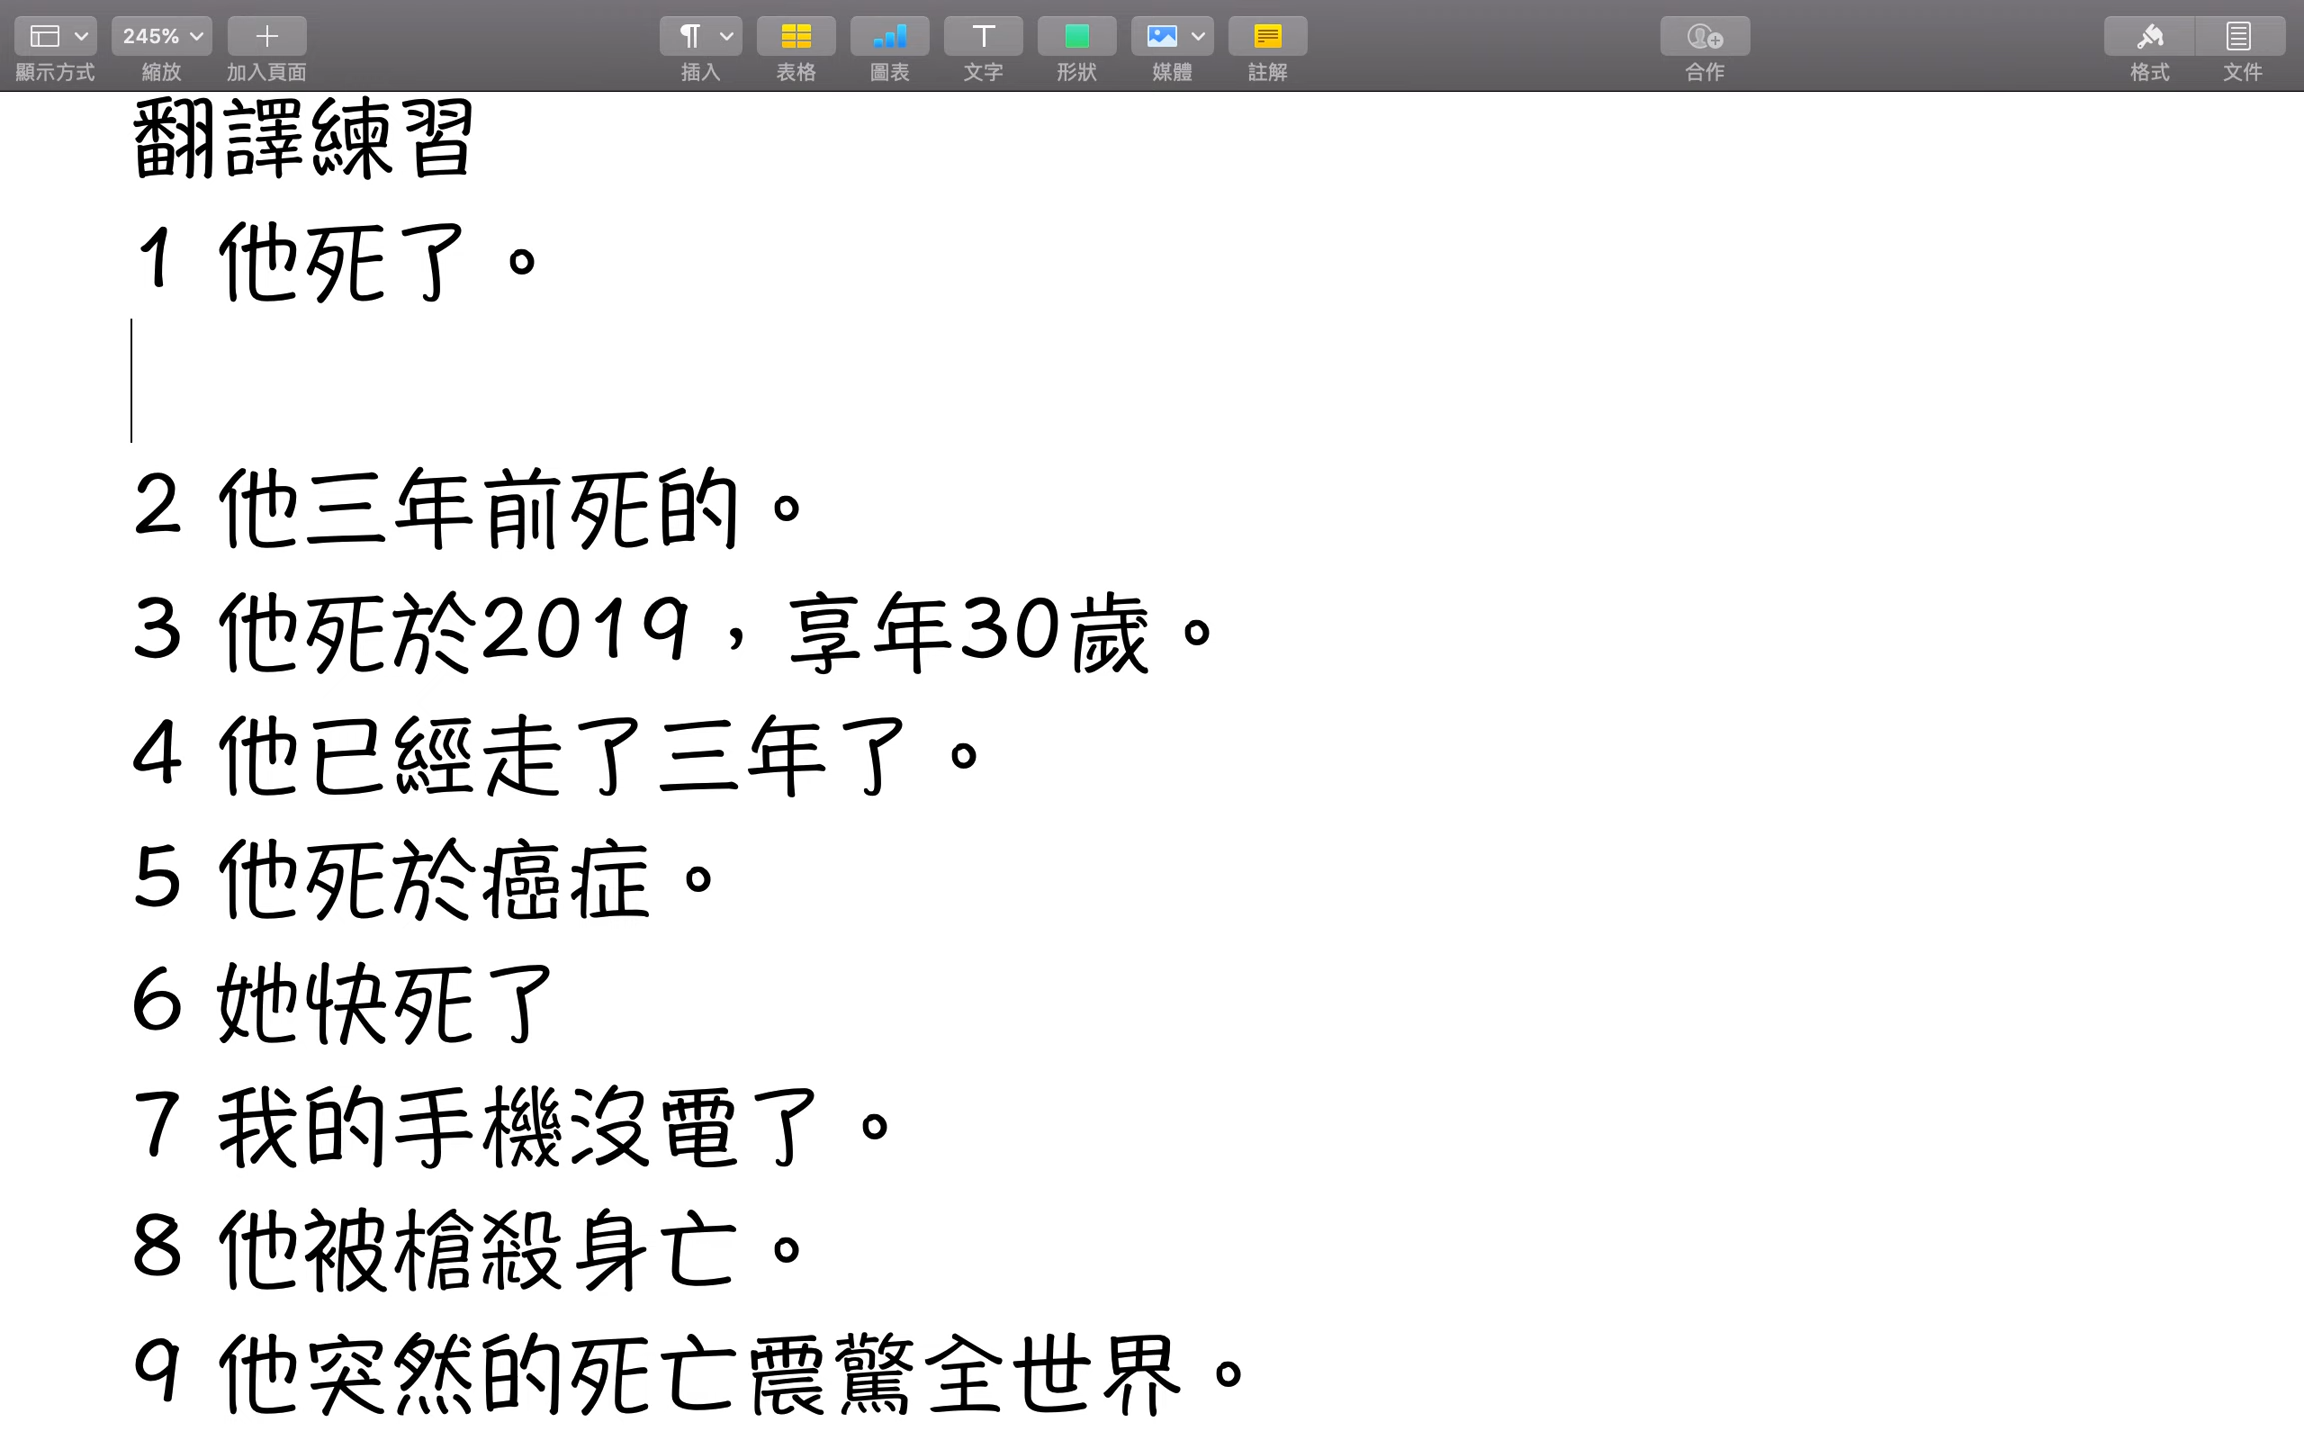 245%
顯示方式 縮放 加入頁面 插入 表格 圖表 文字 形狀 媒體 註解 合作 格式 文件
翻譯練習
1 他死了。
2 他三年前死的。
3 他死於2019，享年30歲。
4 他已經走了三年了。
5 他死於癌症。
6 她快死了
7 我的手機沒電了。
8 他被槍殺身亡。
9 他突然的死亡震驚全世界。